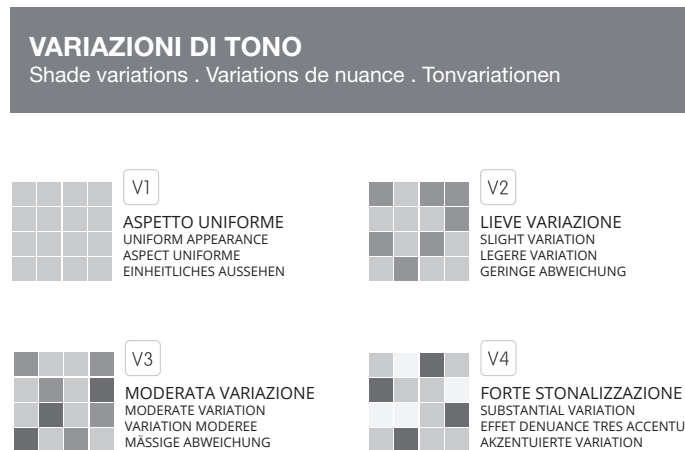 VARIAZIONI DI TONO
Shade variations . Variations de nuance . Tonvariationen
V1
ASPETTO UNIFORME
UNIFORM APPEARANCE
ASPECT UNIFORME
EINHEITLICHES AUSSEHEN
V2
LIEVE VARIAZIONE
SLIGHT VARIATION
LEGERE VARIATION
GERINGE ABWEICHUNG
V3
MODERATA VARIAZIONE
MODERATE VARIATION
VARIATION MODEREE
MÄSSIGE ABWEICHUNG
V4
FORTE STONALIZZAZIONE
SUBSTANTIAL VARIATION
EFFET DENUANCE TRES ACCENTU
AKZENTUIERTE VARIATION